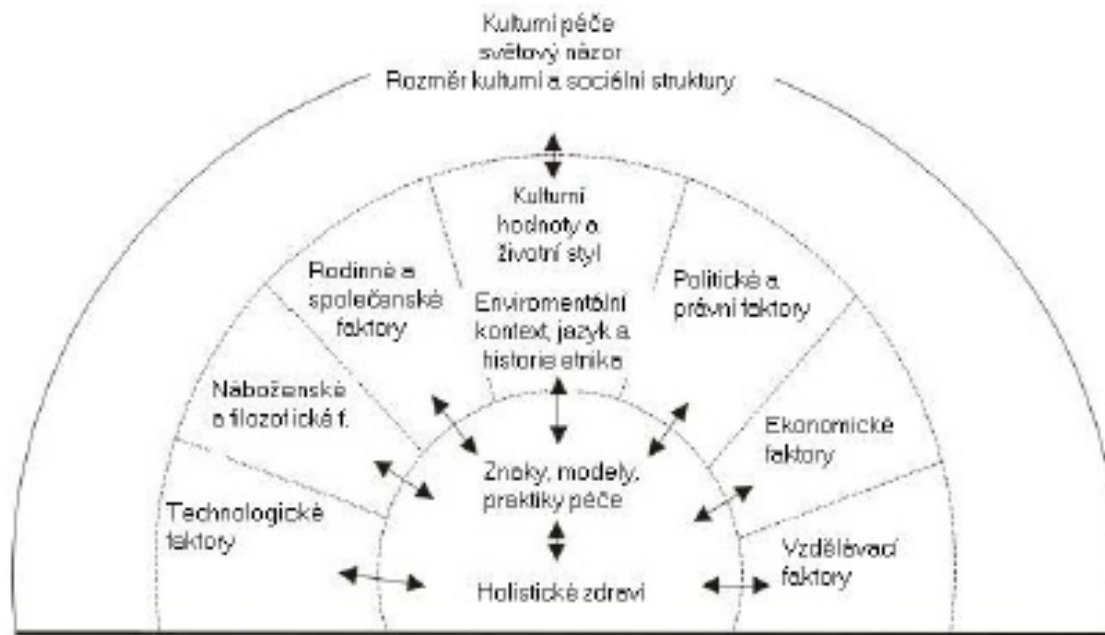 Kulturní péče
světový názor
Rozměr kulturní a sociální struktury
Kulturní
hodnoty a
životní styl
Rodinné a
společenské
faktory
Politické a
právní faktory
Enviromentální
kontext, jazyk a
historie etnika
Náboženské
a filozofické f.
Ekonomické
faktory
Znaky, modely,
praktiky péče
Technologické
faktory
Vzdělávací
faktory
Holistické zdraví